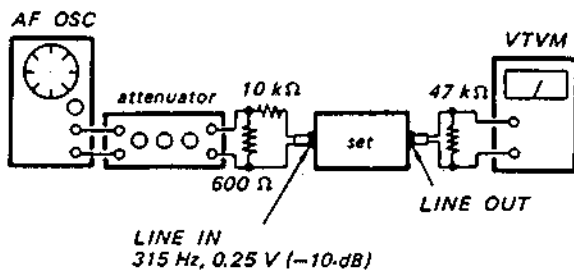 AF OSC
VTVM
attenuator
10 kΩ
47 kΩ
set
600 Ω
LINE OUT
LINE IN
315 Hz, 0.25 V (−10 dB)